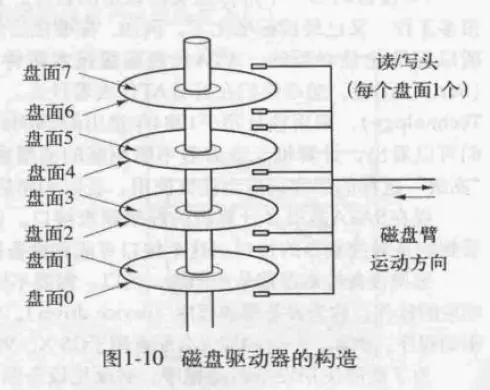 盘面7
盘面6
盘面5
盘面4
盘面3
盘面2
盘面1
盘面0
读/写头
(每个盘面1个)
磁盘臂
运动方向
图1-10 磁盘驱动器的构造